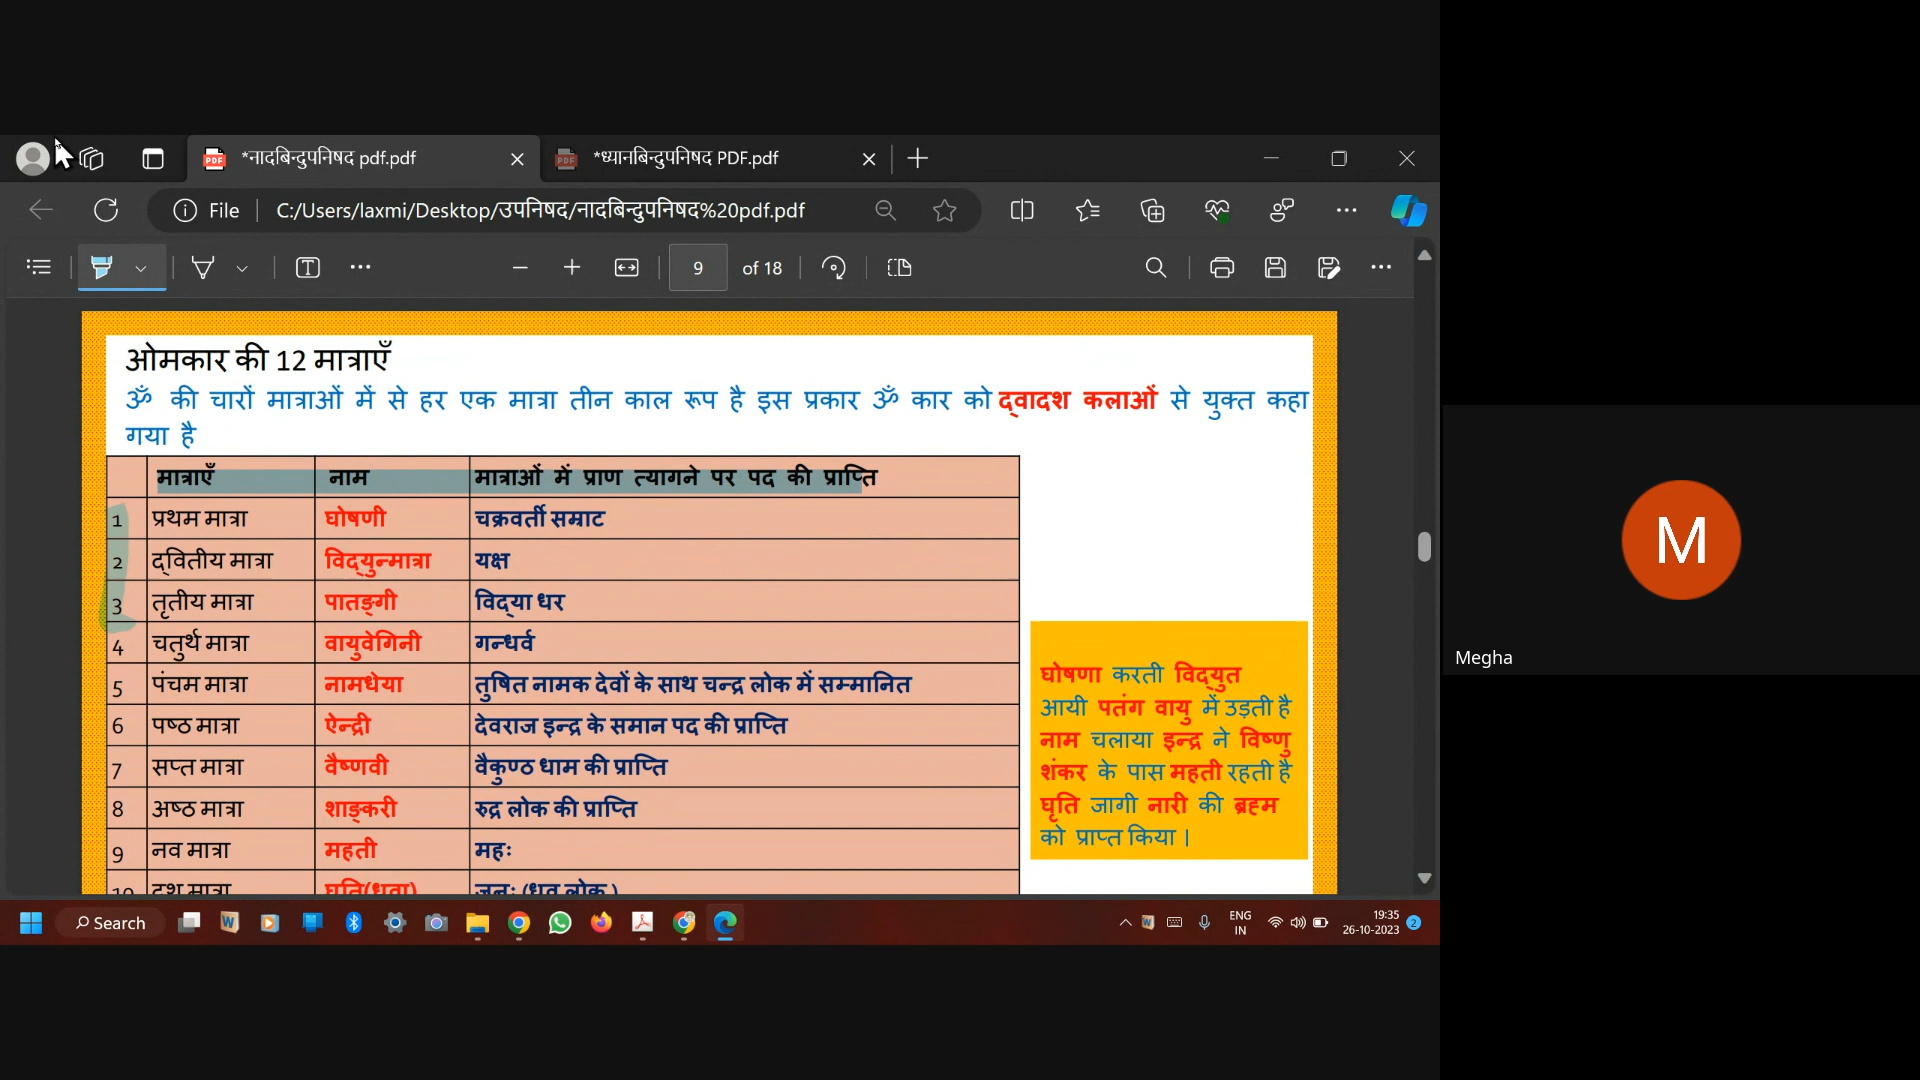 *नादबिन्दुपनिषद pdf.pdf
*ध्यानबिन्दुपनिषद PDF.pdf
File
C:/Users/laxmi/Desktop/उपनिषद/नादबिन्दुपनिषद%20pdf.pdf
9 of 18
ओमकार की 12 मात्राएँ
ॐ की चारों मात्राओं में से हर एक मात्रा तीन काल रूप है इस प्रकार ॐ कार को द्वादश कलाओं से युक्त कहा
गया है
मात्राएँ नाम मात्राओं में प्राण त्यागने पर पद की प्राप्ति
1 प्रथम मात्रा घोषणी चक्रवर्ती सम्राट
2 द्वितीय मात्रा विद्युन्मात्रा यक्ष
3 तृतीय मात्रा पातङ्गी विद्या धर
4 चतुर्थ मात्रा वायुवेगिनी गन्धर्व
5 पंचम मात्रा नामधेया तुषित नामक देवों के साथ चन्द्र लोक में सम्मानित
6 पष्ठ मात्रा ऐन्द्री देवराज इन्द्र के समान पद की प्राप्ति
7 सप्त मात्रा वैष्णवी वैकुण्ठ धाम की प्राप्ति
8 अष्ठ मात्रा शाङ्करी रुद्र लोक की प्राप्ति
9 नव मात्रा महती महः
घोषणा करती विद्युत
आयी पतंग वायु में उड़ती है
नाम चलाया इन्द्र ने विष्णु
शंकर के पास महती रहती है
घृति जागी नारी की ब्रह्म
को प्राप्त किया |
M
Megha
Search
ENG
IN
19:35
26-10-2023
2